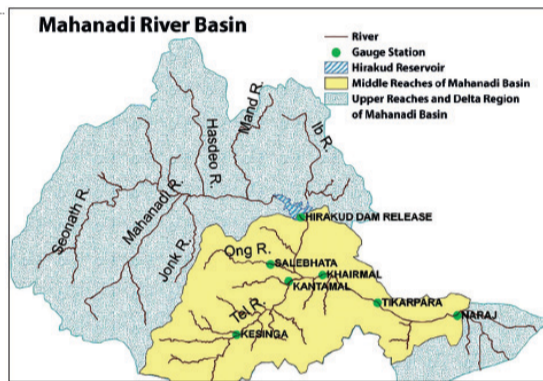 Mahanadi River Basin
River
Gauge Station
Hirakud Reservoir
Middle Reaches of Mahanadi Basin
Upper Reaches and Delta Region
of Mahanadi Basin
Seonath R.
Mahanadi R.
Hasdeo R.
Mand R.
Ib R.
Jonk R.
HIRAKUD DAM RELEASE
Ong R.
SALEBHATA
KHAIRMAL
KANTAMAL
Tel R.
TIKARPARA
NARAJ
KESINGA